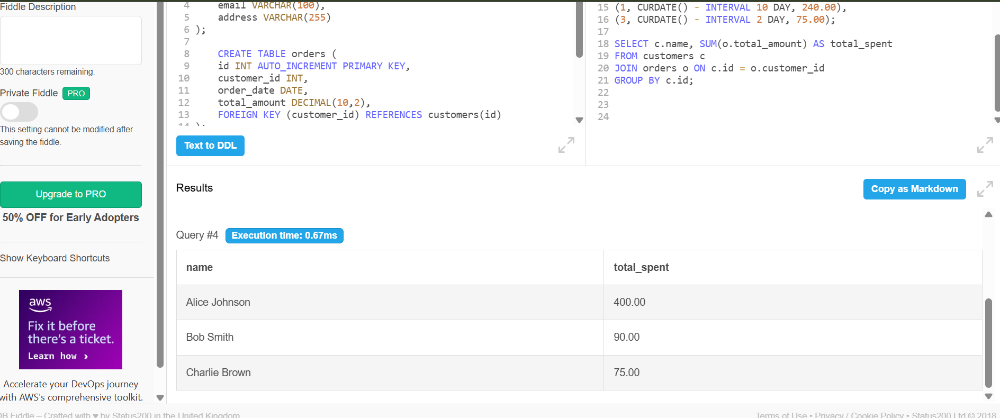 Fiddle Description
300 characters remaining.
Private Fiddle PRO
This setting cannot be modified after
saving the fiddle.
Upgrade to PRO
50% OFF for Early Adopters
Show Keyboard Shortcuts
aws
Fix it before
there's a ticket.
Learn how ›
Accelerate your DevOps journey
with AWS's comprehensive toolkit.
4 email VARCHAR(100),
5 address VARCHAR(255)
6 );
7
8 CREATE TABLE orders (
9 id INT AUTO_INCREMENT PRIMARY KEY,
10 customer_id INT,
11 order_date DATE,
12 total_amount DECIMAL(10,2),
13 FOREIGN KEY (customer_id) REFERENCES customers(id)
14 );
Text to DDL
15 (1, CURDATE() - INTERVAL 10 DAY, 240.00),
16 (3, CURDATE() - INTERVAL 2 DAY, 75.00);
17
18 SELECT c.name, SUM(o.total_amount) AS total_spent
19 FROM customers c
20 JOIN orders o ON c.id = o.customer_id
21 GROUP BY c.id;
22
23
24
Results
Copy as Markdown
Query #4 Execution time: 0.67ms
name total_spent
Alice Johnson 400.00
Bob Smith 90.00
Charlie Brown 75.00
DB Fiddle – Crafted with ♥ by Status200 in the United Kingdom
Terms of Use • Privacy / Cookie Policy • Status200 Ltd © 2018